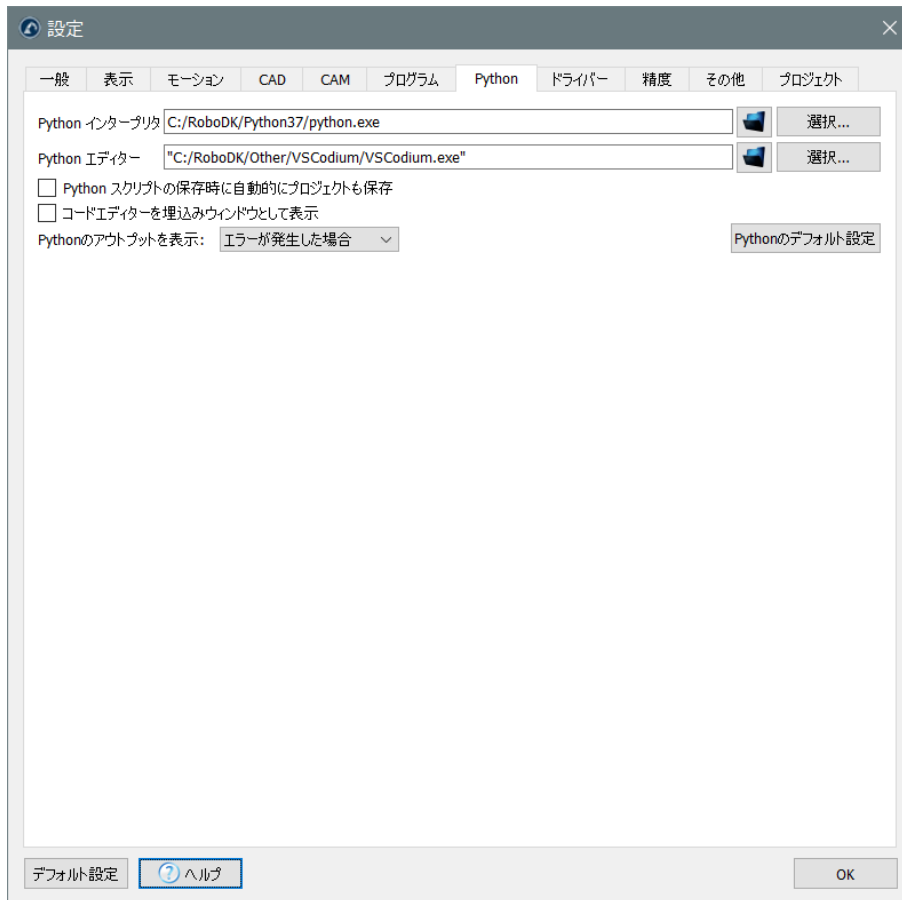 設定
一般 表示 モーション CAD CAM プログラム Python ドライバー 精度 その他 プロジェクト
Python インタープリタ C:/RoboDK/Python37/python.exe 選択...
Python エディター "C:/RoboDK/Other/VSCodium/VSCodium.exe" 選択...
Python スクリプトの保存時に自動的にプロジェクトも保存
コードエディターを埋込みウィンドウとして表示
Pythonのアウトプットを表示: エラーが発生した場合 Pythonのデフォルト設定
デフォルト設定 ? ヘルプ OK